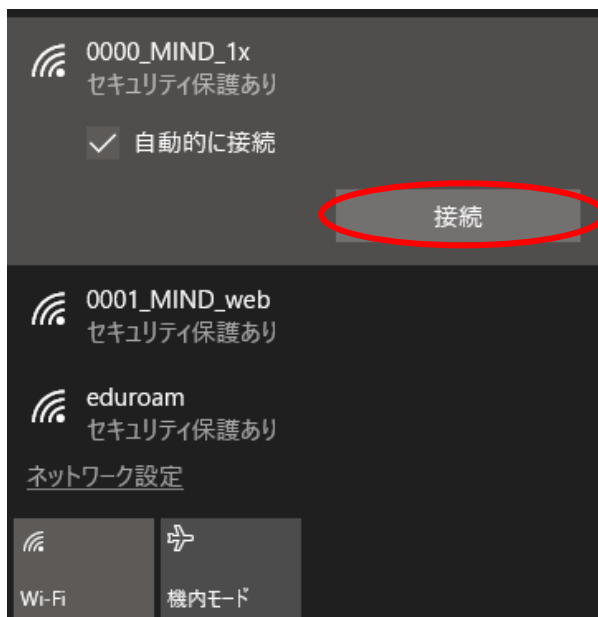 0000_MIND_1x
セキュリティ保護あり
自動的に接続
接続
0001_MIND_web
セキュリティ保護あり
eduroam
セキュリティ保護あり
ネットワーク設定
Wi-Fi
機内モード